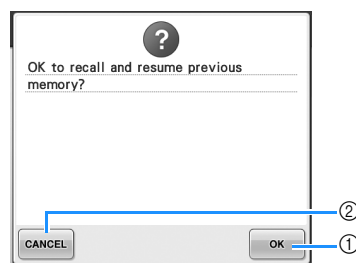 ?
OK to recall and resume previous
memory?
②
CANCEL
OK
①